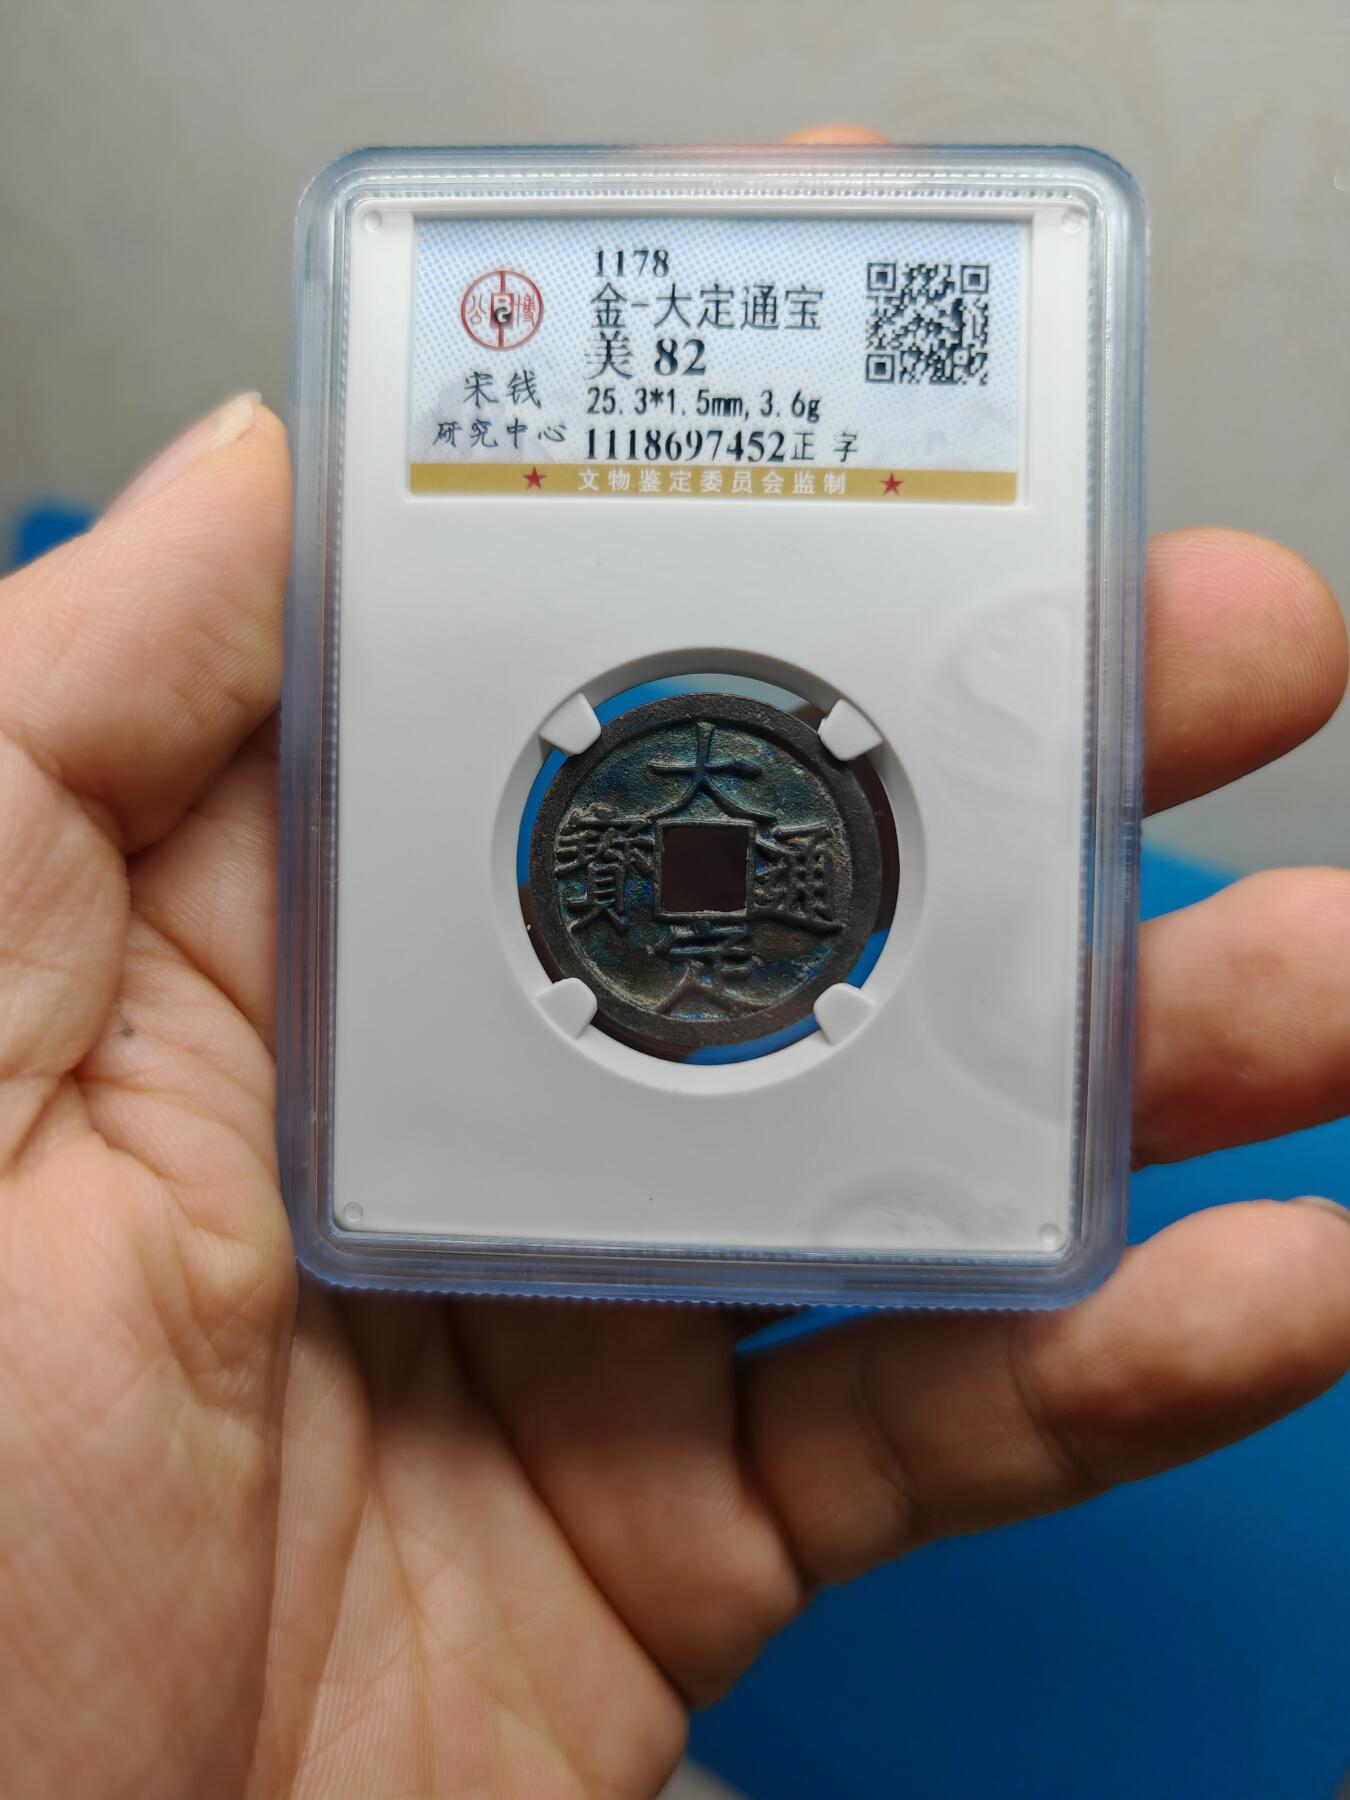 1178
金-大定通宝
美 82
25.3*1.5mm,3.6g
1118697452正 字
公 博
宋钱
研究中心
★ 文物鉴定委员会监制 ★
大
寶 通
定